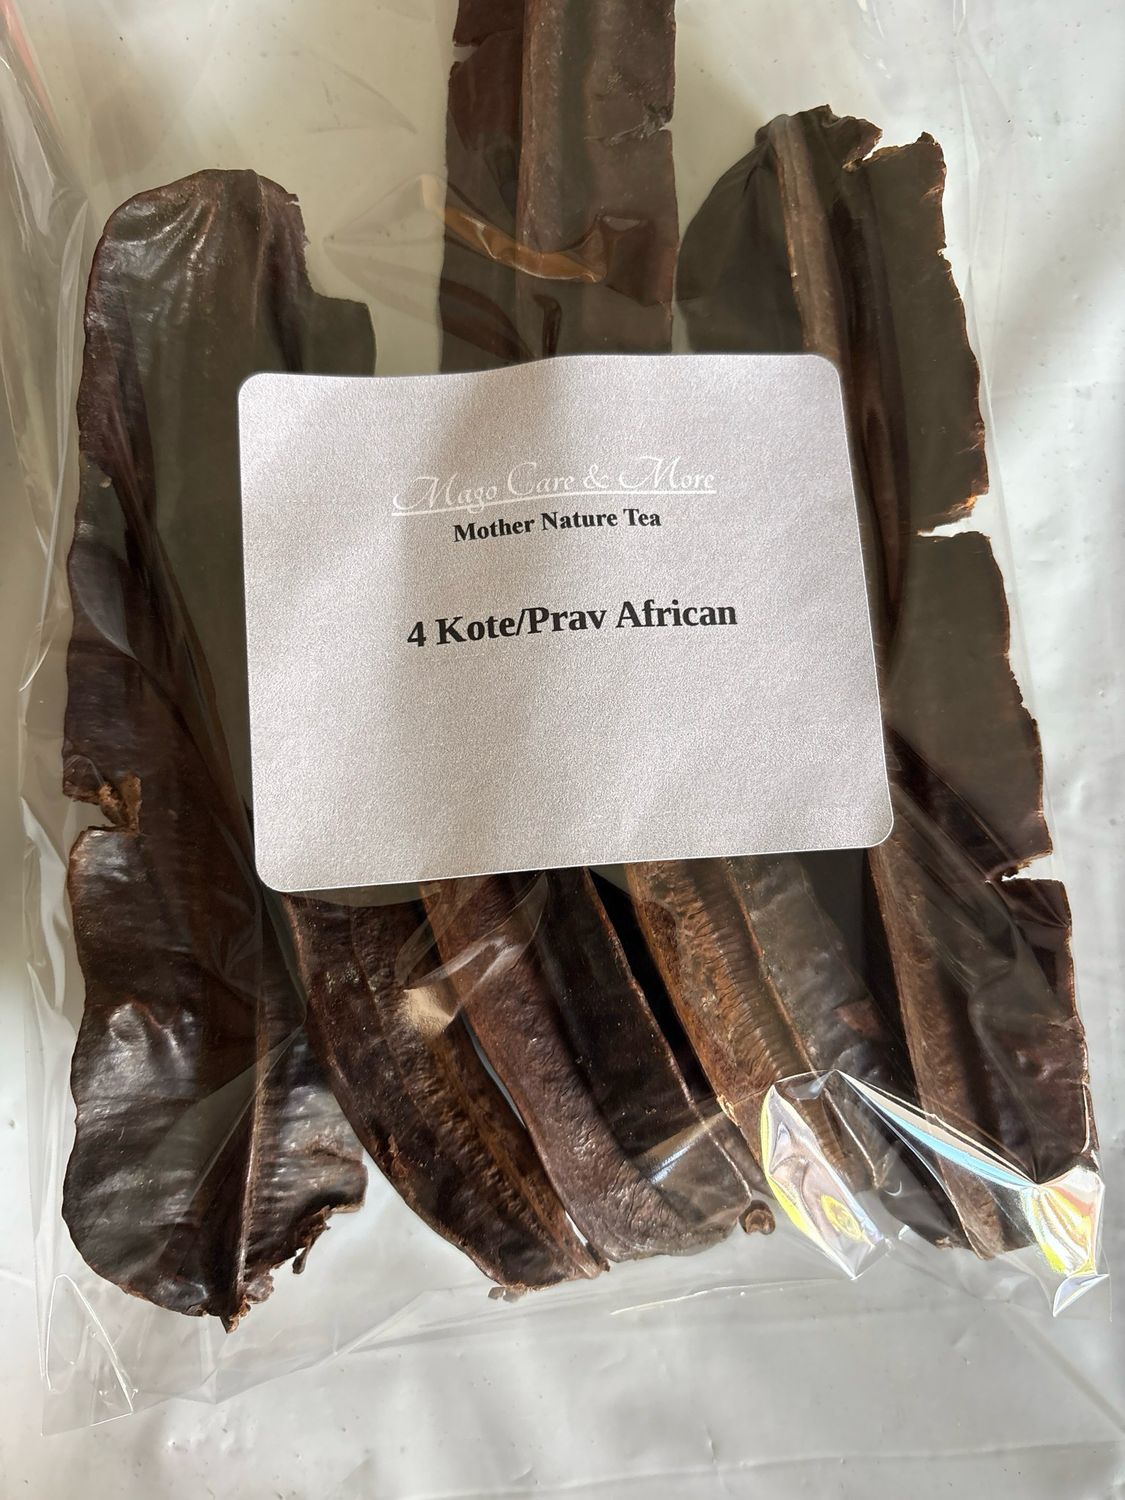 Mago Care & More
Mother Nature Tea
4 Kote/Prav African